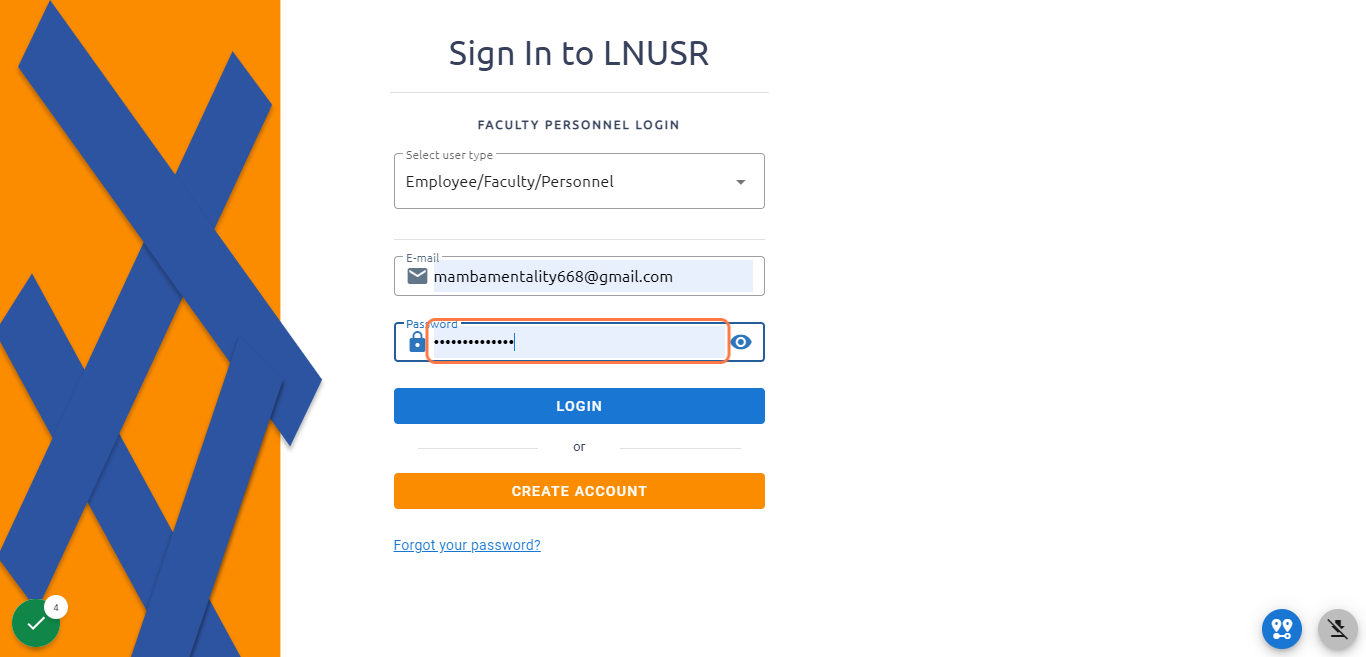 Sign In to LNUSR
FACULTY PERSONNEL LOGIN
Select user type
Employee/Faculty/Personnel
E-mail
mambamentality668@gmail.com
Password
••••••••••••••
LOGIN
or
CREATE ACCOUNT
Forgot your password?
4